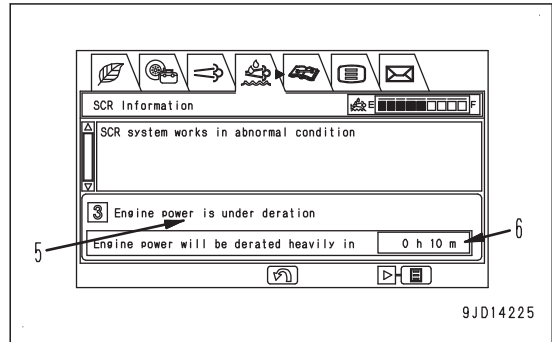 SCR Information
E F
SCR system works in abnormal condition
3 Engine power is under deration
Engine power will be derated heavily in 0 h 10 m
5
6
9JD14225